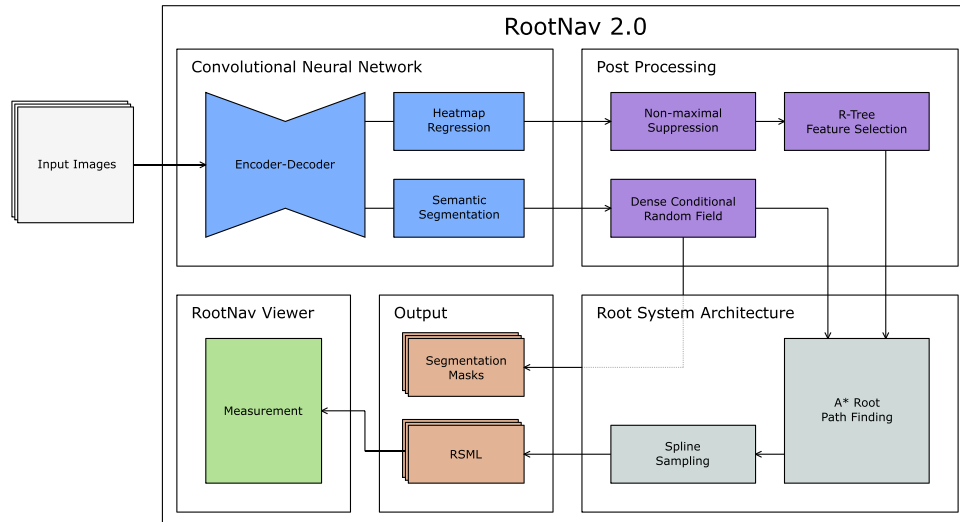 RootNav 2.0
Convolutional Neural Network
Post Processing
Input Images
Encoder-Decoder
Heatmap
Regression
Semantic
Segmentation
Non-maximal
Suppression
R-Tree
Feature Selection
Dense Conditional
Random Field
RootNav Viewer
Output
Root System Architecture
Measurement
Segmentation
Masks
RSML
Spline
Sampling
A* Root
Path Finding